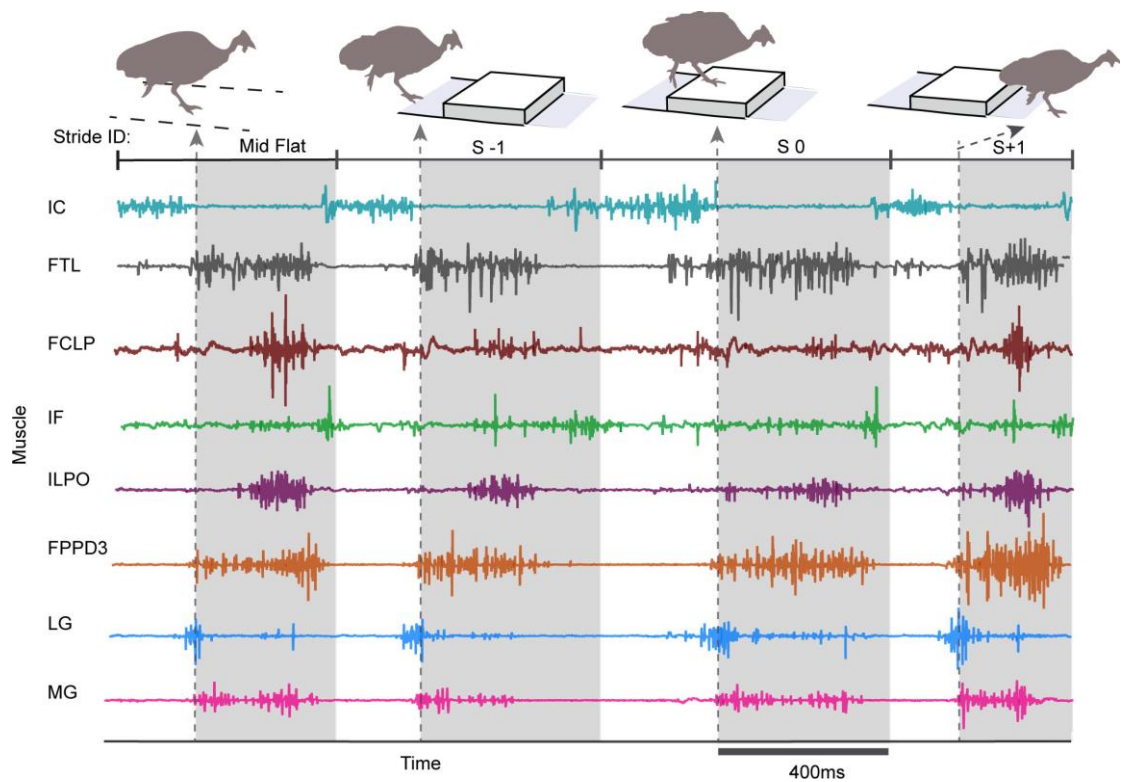 Stride ID:
Mid Flat
S -1
S 0
S+1
IC
FTL
FCLP
IF
ILPO
FPPD3
LG
MG
Muscle
Time
400ms